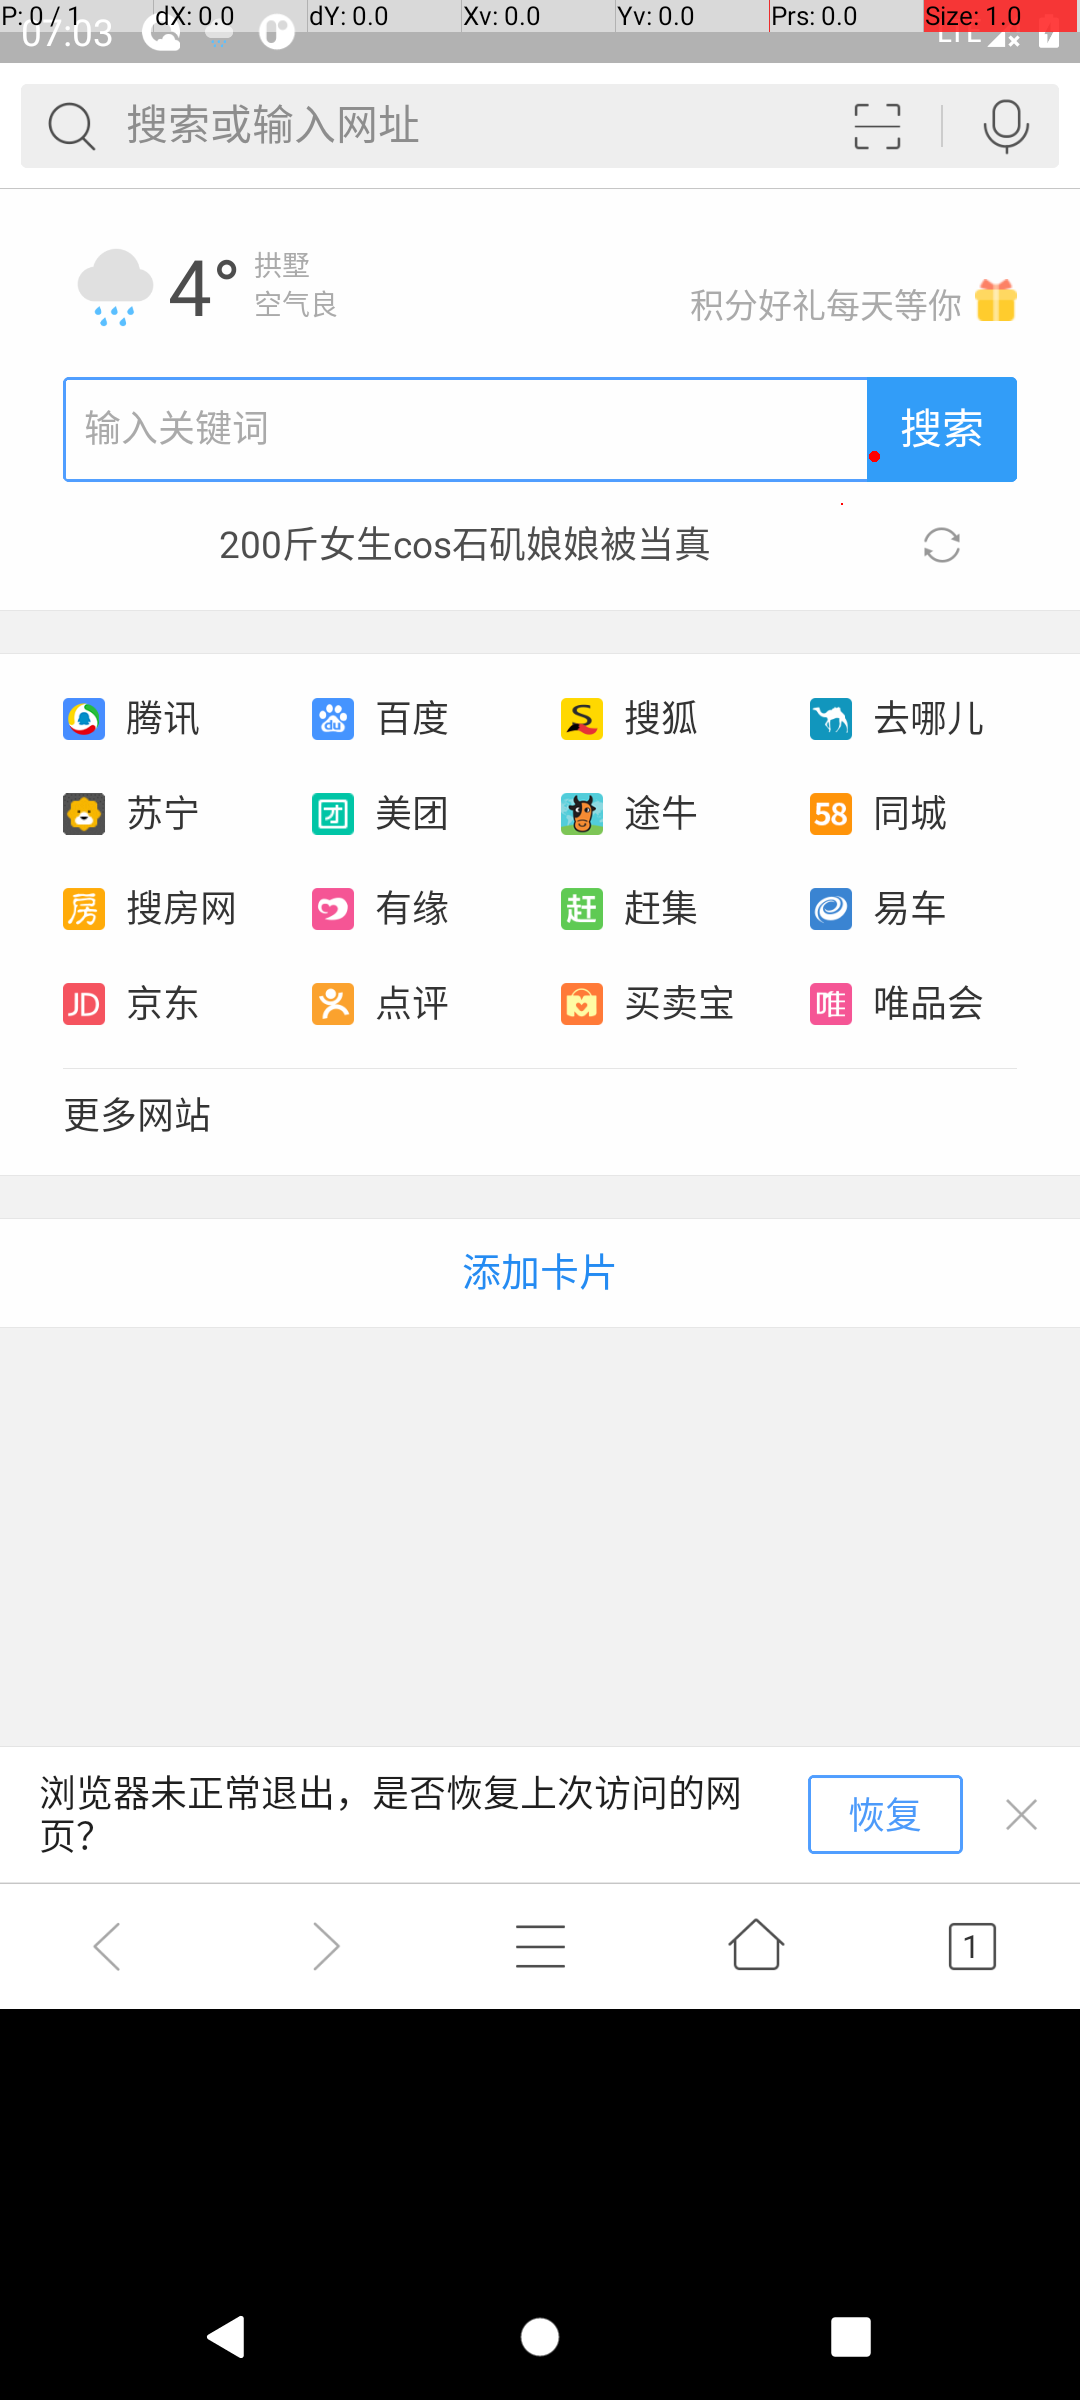 P: 0 / 1 dX: 0.0 dY: 0.0 Xv: 0.0 Yv: 0.0 Prs: 0.0 Size: 1.0
07:03 LTE
搜索或输入网址
4° 拱墅
空气良
积分好礼每天等你
输入关键词 搜索
200斤女生cos石矶娘娘被当真
腾讯 百度 搜狐 去哪儿
苏宁 美团 途牛 58 同城
房 搜房网 有缘 赶 赶集 易车
JD 京东 点评 买卖宝 唯 唯品会
更多网站
添加卡片
浏览器未正常退出，是否恢复上次访问的网
页？
恢复
1